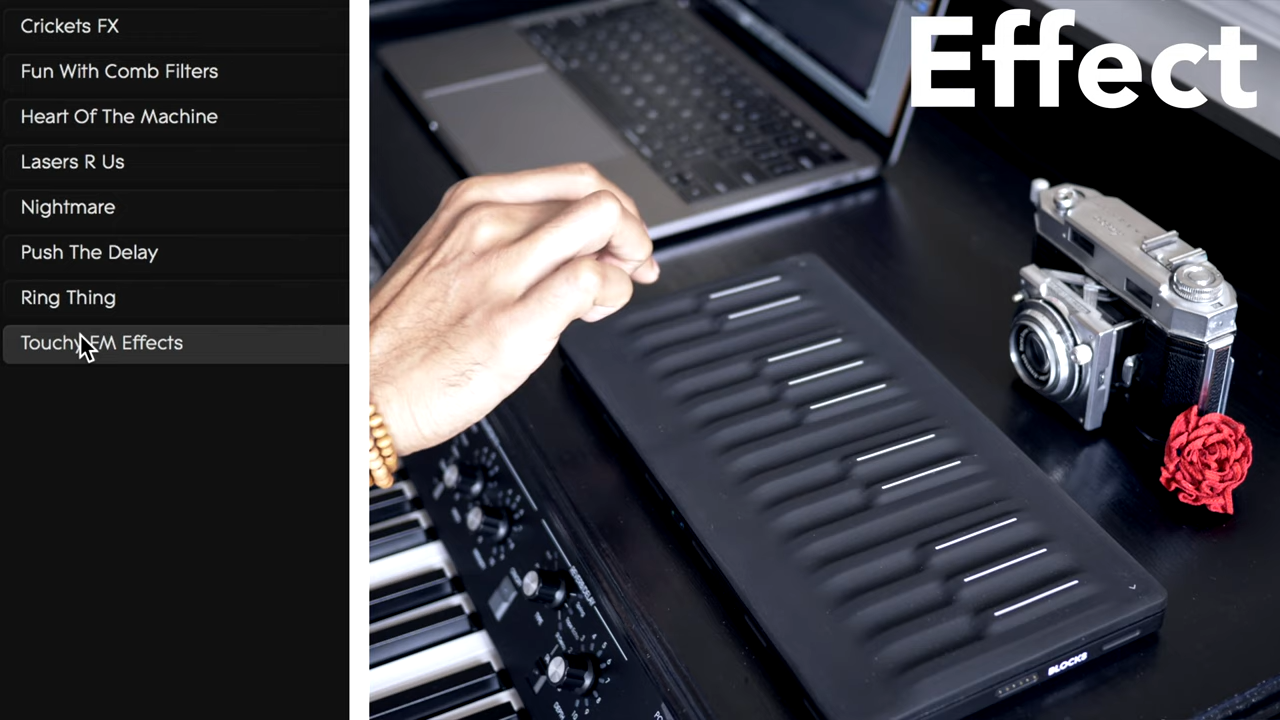 Crickets FX
Fun With Comb Filters
Heart Of The Machine
Lasers R Us
Nightmare
Push The Delay
Ring Thing
Touchy FM Effects
Effect
BLOCKS